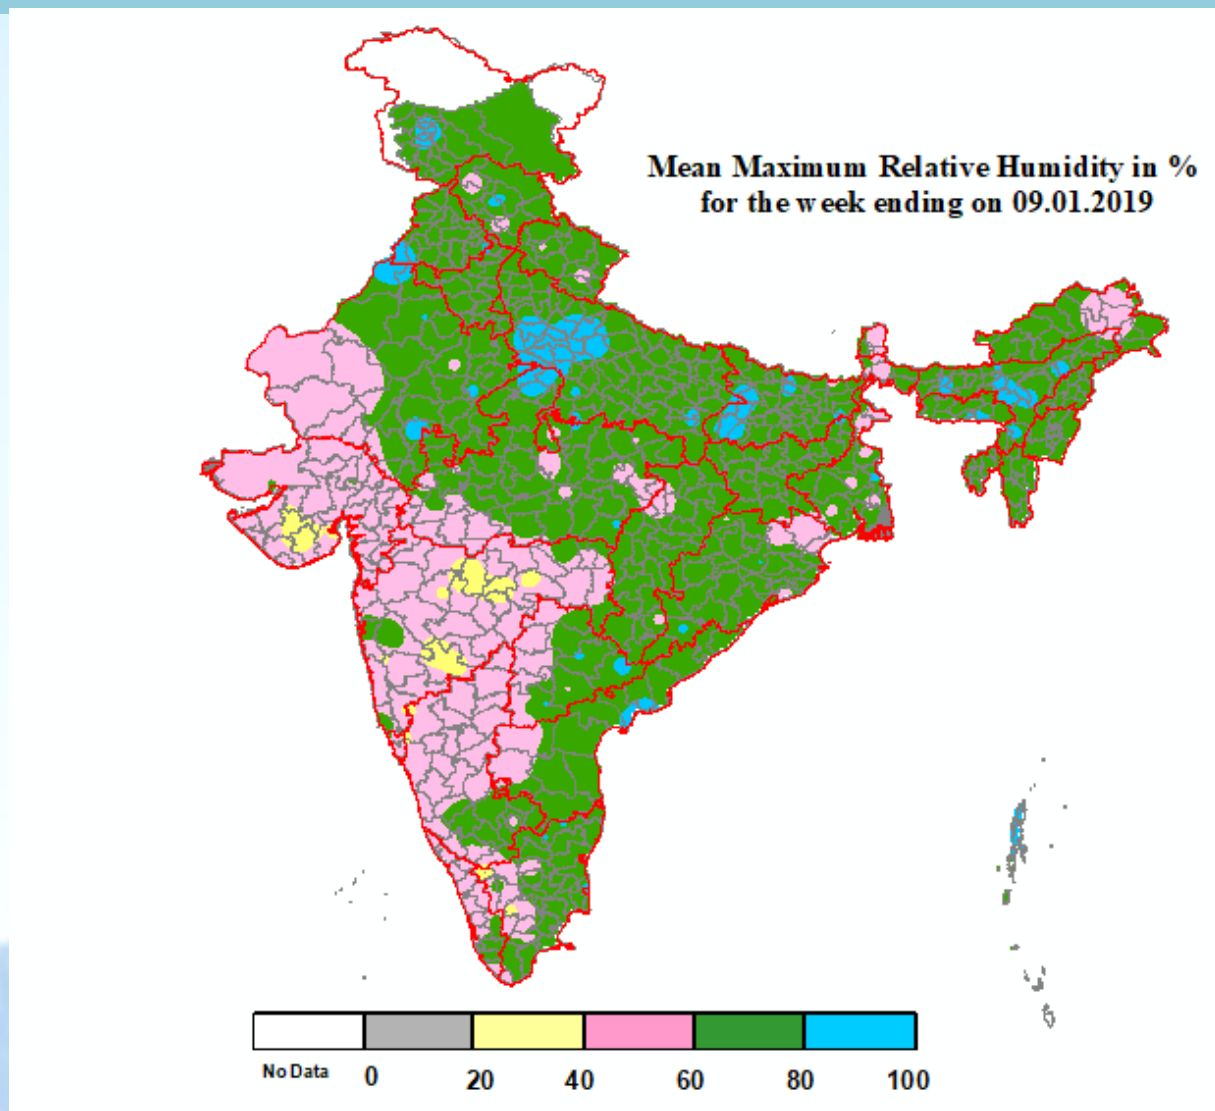 Mean Maximum Relative Humidity in %
for the week ending on 09.01.2019
No Data 0 20 40 60 80 100